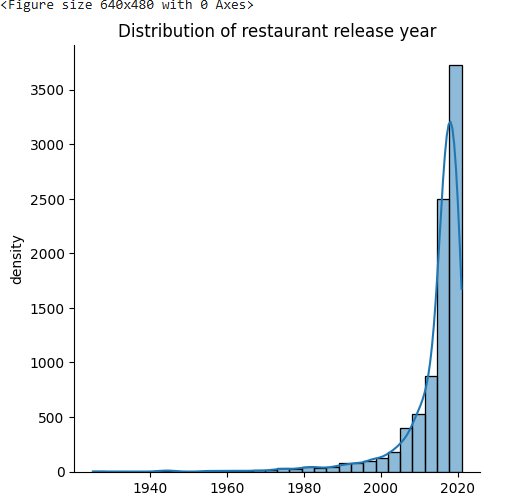 <Figure size 640x480 with 0 Axes>
Distribution of restaurant release year
3500
3000
2500
2000
1500
1000
500
0
density
1940 1960 1980 2000 2020